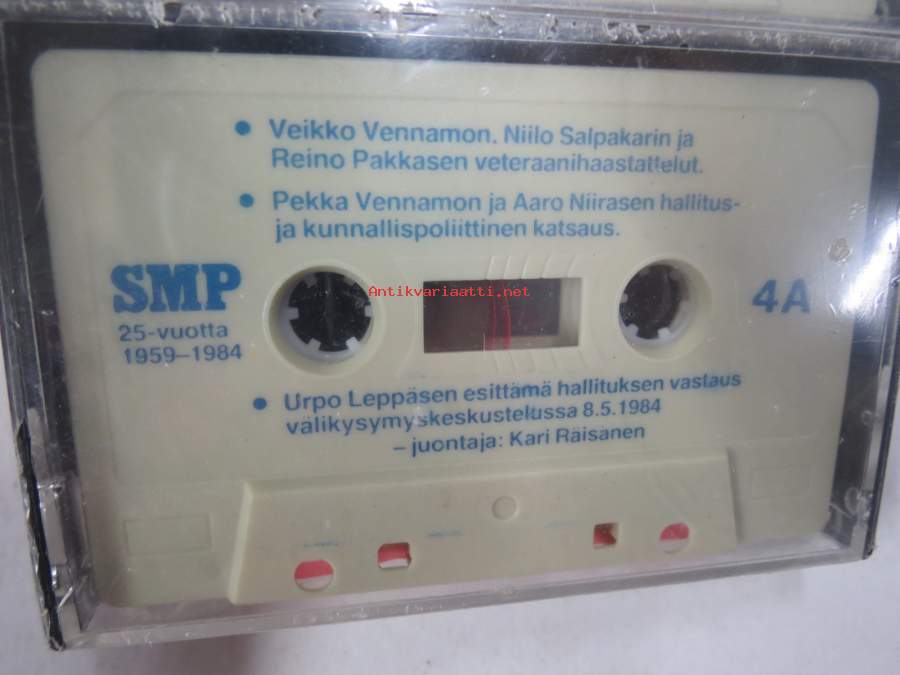 • Veikko Vennamon. Niilo Salpakarin ja
Reino Pakkasen veteraanihaastattelut.
• Pekka Vennamon ja Aaro Niirasen hallitus-
ja kunnallispoliittinen katsaus.
SMP
25-vuotta
1959–1984
Antikvariaatti.net
4A
• Urpo Leppäsen esittämä hallituksen vastaus
välikysymyskeskustelussa 8.5.1984
– juontaja: Kari Räisänen